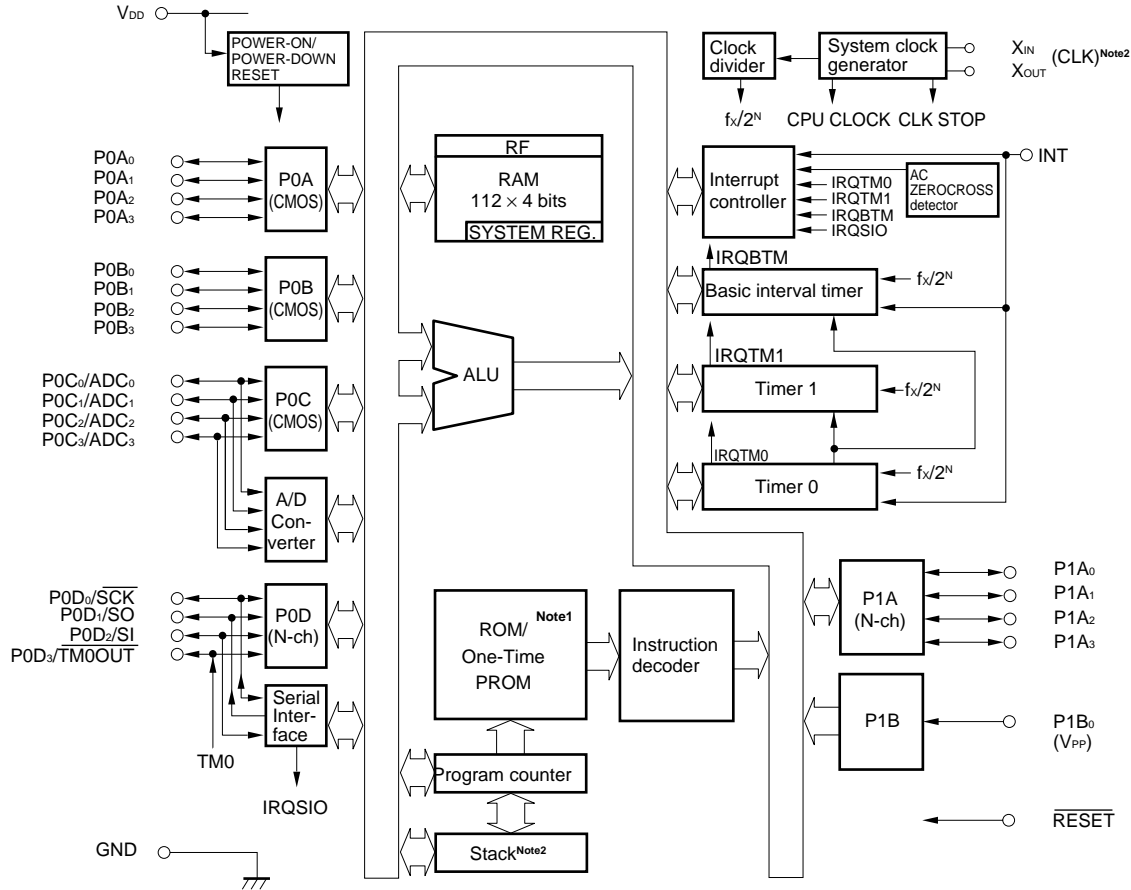 VDD
POWER-ON/
POWER-DOWN
RESET
Clock
divider
System clock
generator
XIN
XOUT
(CLK)Note2
fX/2N
CPU CLOCK
CLK STOP
P0A0
P0A1
P0A2
P0A3
P0A
(CMOS)
RF
RAM
112 × 4 bits
SYSTEM REG.
Interrupt
controller
IRQTM0
IRQTM1
IRQBTM
IRQSIO
AC
ZEROCROSS
detector
INT
P0B0
P0B1
P0B2
P0B3
P0B
(CMOS)
IRQBTM
Basic interval timer
fX/2N
P0C0/ADC0
P0C1/ADC1
P0C2/ADC2
P0C3/ADC3
P0C
(CMOS)
ALU
IRQTM1
Timer 1
fX/2N
IRQTM0
Timer 0
fX/2N
A/D
Con-
verter
P0D0/SCK
P0D1/SO
P0D2/SI
P0D3/TM0OUT
P0D
(N-ch)
ROM/
Note1
One-Time
PROM
Instruction
decoder
P1A
(N-ch)
P1A0
P1A1
P1A2
P1A3
Serial
Inter-
face
TM0
IRQSIO
Program counter
P1B
P1B0
(VPP)
StackNote2
RESET
GND